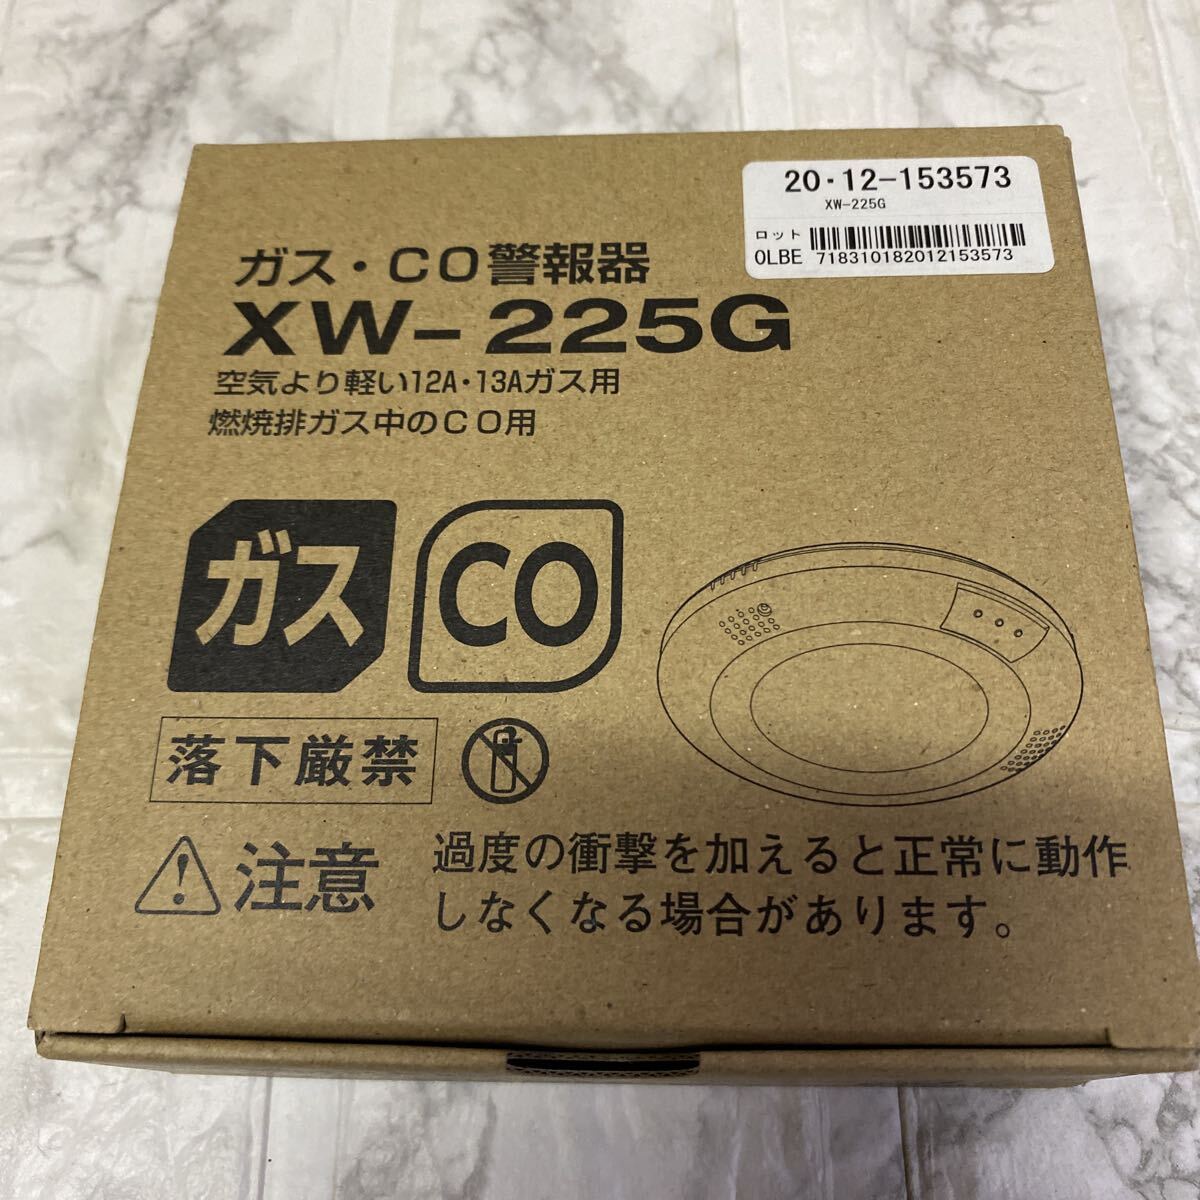 20・12-153573
XW-225G
ロット
0LBE 718310182012153573
ガス・CO警報器
XW-225G
空気より軽い12A・13Aガス用
燃焼排ガス中のCO用
ガス
CO
落下厳禁
注意
過度の衝撃を加えると正常に動作
しなくなる場合があります。